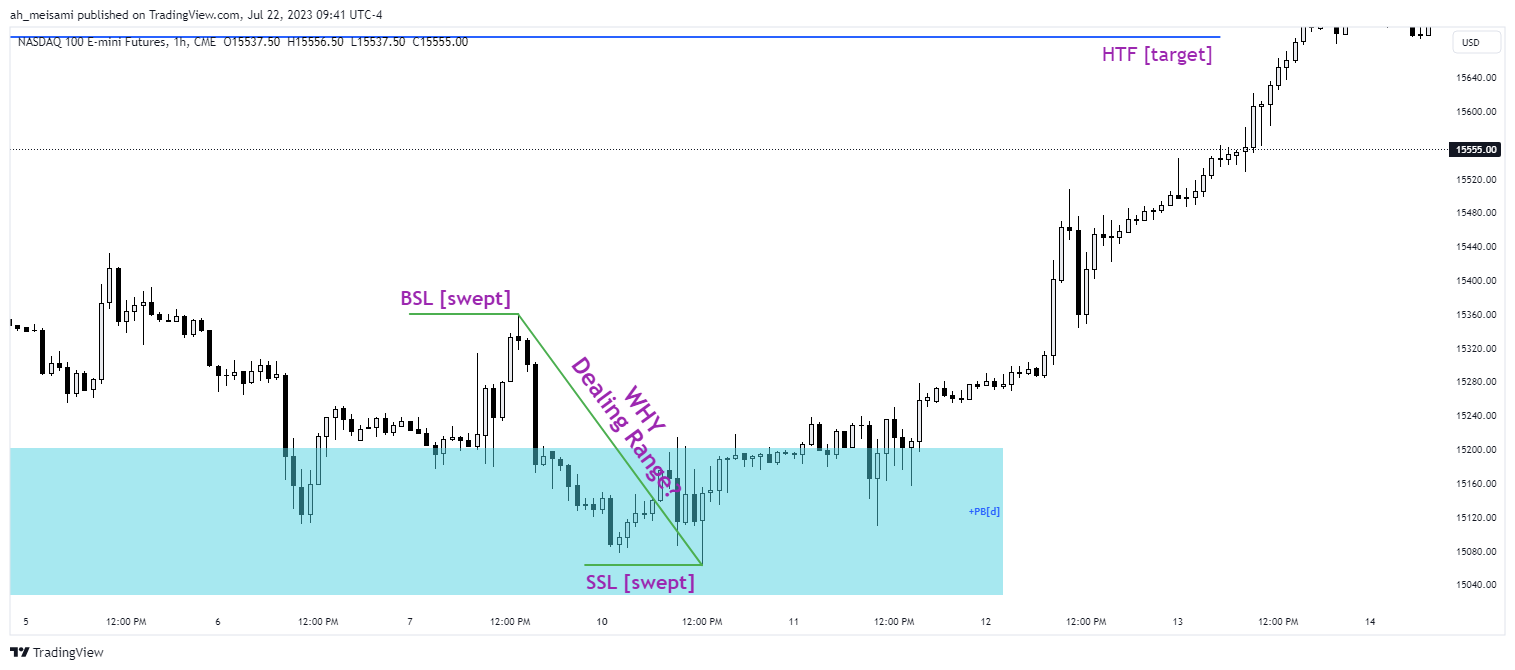 ah_meisami published on TradingView.com, Jul 22, 2023 09:41 UTC-4
NASDAQ 100 E-mini Futures, 1h, CME O15537.50 H15556.50 L15537.50 C15555.00
USD
HTF [target]
15640.00
15600.00
15555.00
15520.00
15480.00
15440.00
15400.00
15360.00
15320.00
15280.00
15240.00
15200.00
15160.00
15120.00
15080.00
15040.00
BSL [swept]
WHY
Dealing Range?
+PB[d]
SSL [swept]
5 12:00 PM 6 12:00 PM 7 12:00 PM 10 12:00 PM 11 12:00 PM 12 12:00 PM 13 12:00 PM 14
TradingView